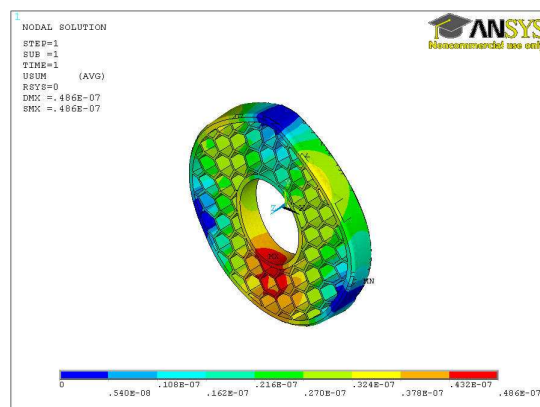 1
NODAL SOLUTION
STEP=1
SUB =1
TIME=1
USUM (AVG)
RSYS=0
DMX =.486E-07
SMX =.486E-07
ANSYS
Noncommercial use only
Z
MN
0 .108E-07 .216E-07 .324E-07 .432E-07
.540E-08 .162E-07 .270E-07 .378E-07 .486E-07